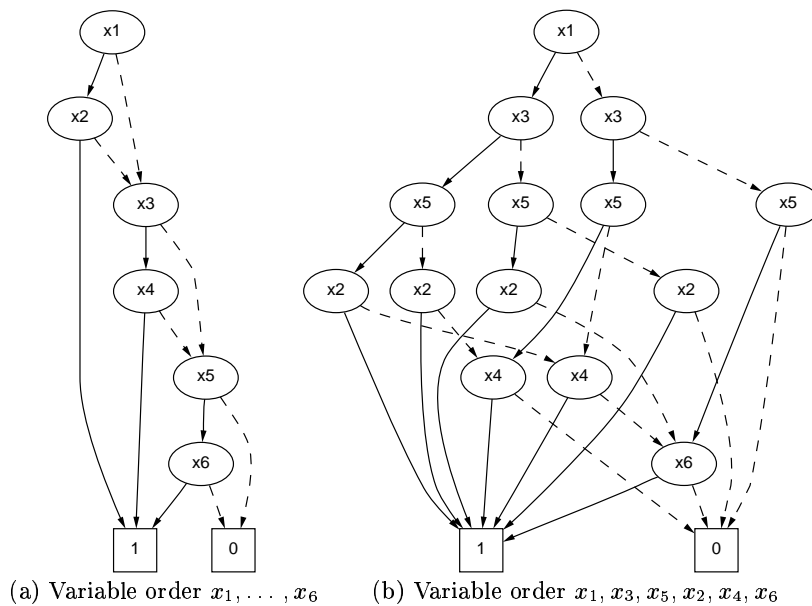 x1 x1
x2 x3 x3
x3 x5 x5 x5 x5
x4 x2 x2 x2 x2
x5 x4 x4
x6 x6
1 0 1 0
(a) Variable order x₁, . . . , x₆ (b) Variable order x₁, x₃, x₅, x₂, x₄, x₆